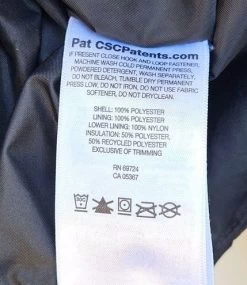 Pat CSCPatents.com
IF PRESENT CLOSE HOOK AND LOOP FASTENER,
MACHINE WASH COLD PERMANENT PRESS,
POWDERED DETERGENT, WASH SEPARATELY,
DO NOT BLEACH, TUMBLE DRY PERMANENT
PRESS LOW, DO NOT IRON, DO NOT USE FABRIC
SOFTENER, DO NOT DRYCLEAN.
SHELL: 100% POLYESTER
LINING: 100% POLYESTER
LOWER LINING: 100% NYLON
INSULATION: 50% POLYESTER,
50% RECYCLED POLYESTER
EXCLUSIVE OF TRIMMING
RN 69724
CA 05367